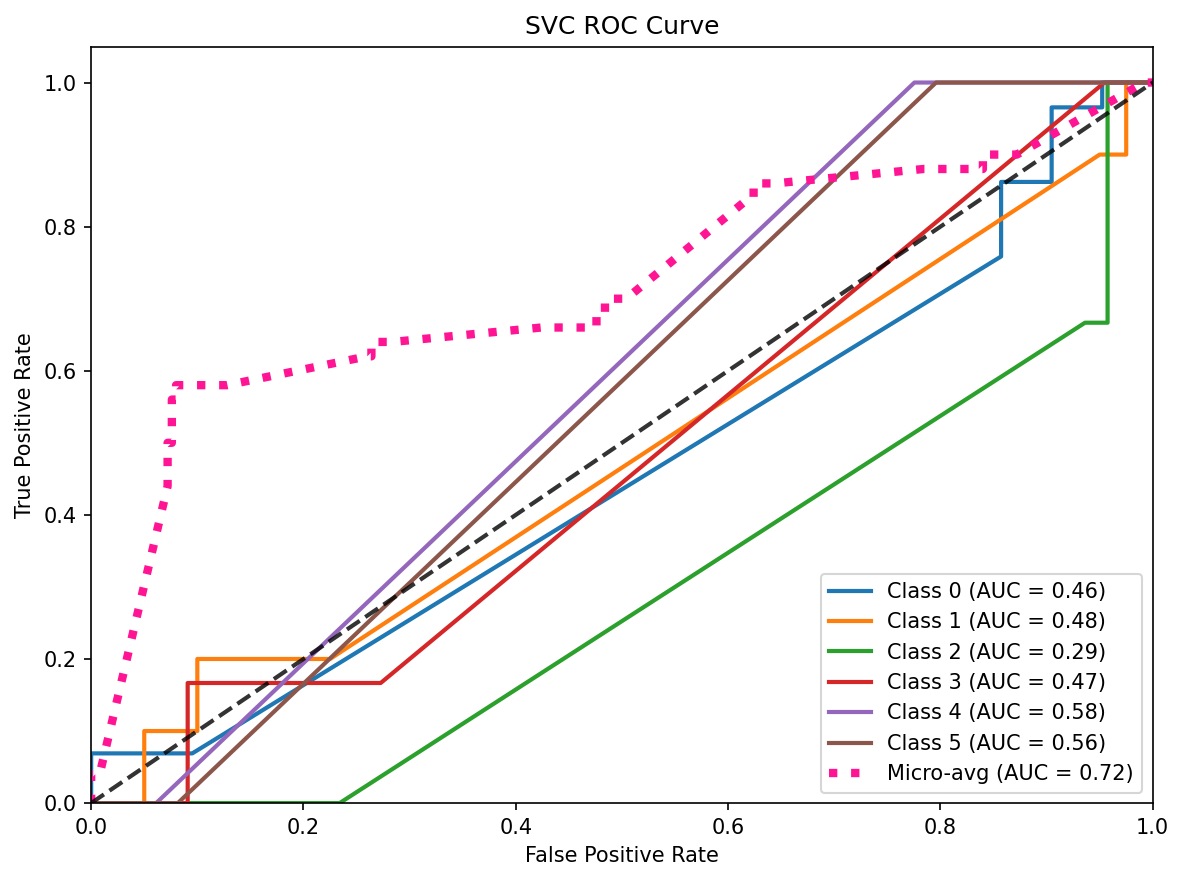 SVC ROC Curve
True Positive Rate
1.0
0.8
0.6
0.4
0.2
0.0
0.0 0.2 0.4 0.6 0.8 1.0
False Positive Rate
Class 0 (AUC = 0.46)
Class 1 (AUC = 0.48)
Class 2 (AUC = 0.29)
Class 3 (AUC = 0.47)
Class 4 (AUC = 0.58)
Class 5 (AUC = 0.56)
Micro-avg (AUC = 0.72)